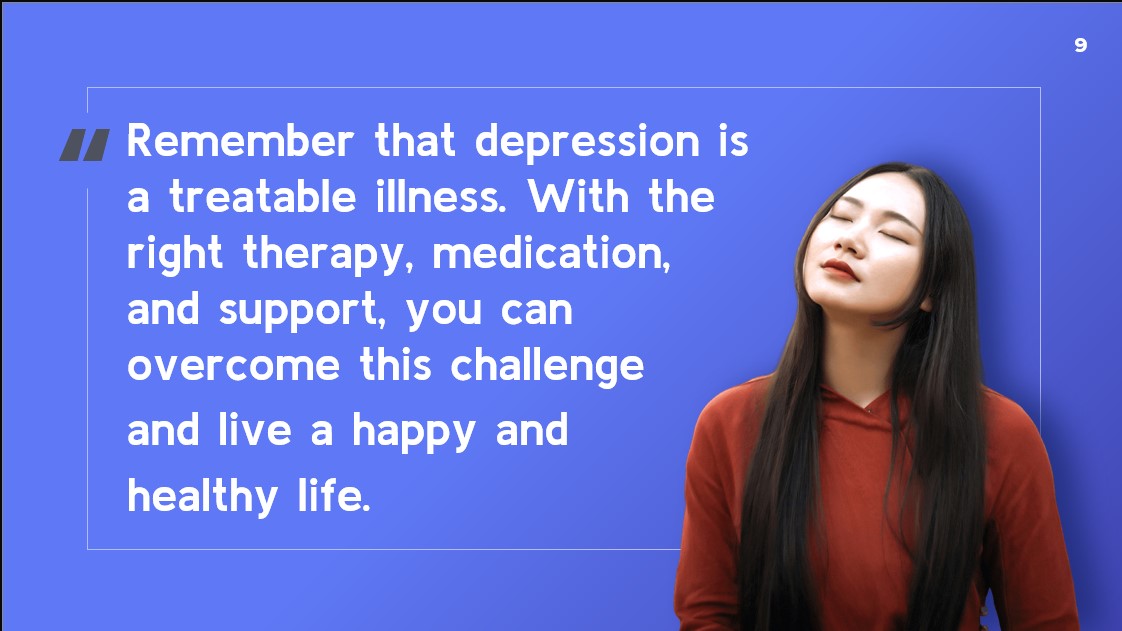 9
Remember that depression is
a treatable illness. With the
right therapy, medication,
and support, you can
overcome this challenge
and live a happy and
healthy life.